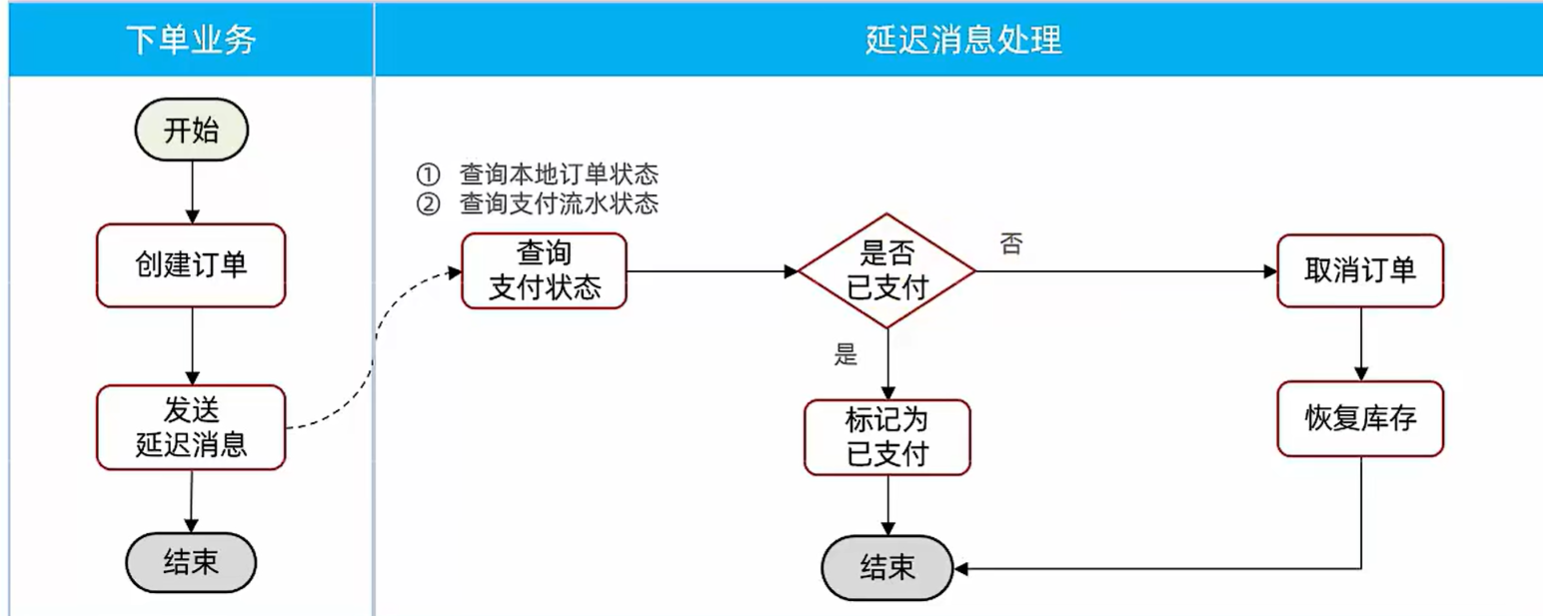 下单业务
延迟消息处理
开始
创建订单
发送
延迟消息
结束
① 查询本地订单状态
② 查询支付流水状态
查询
支付状态
是否
已支付
否
是
标记为
已支付
结束
取消订单
恢复库存